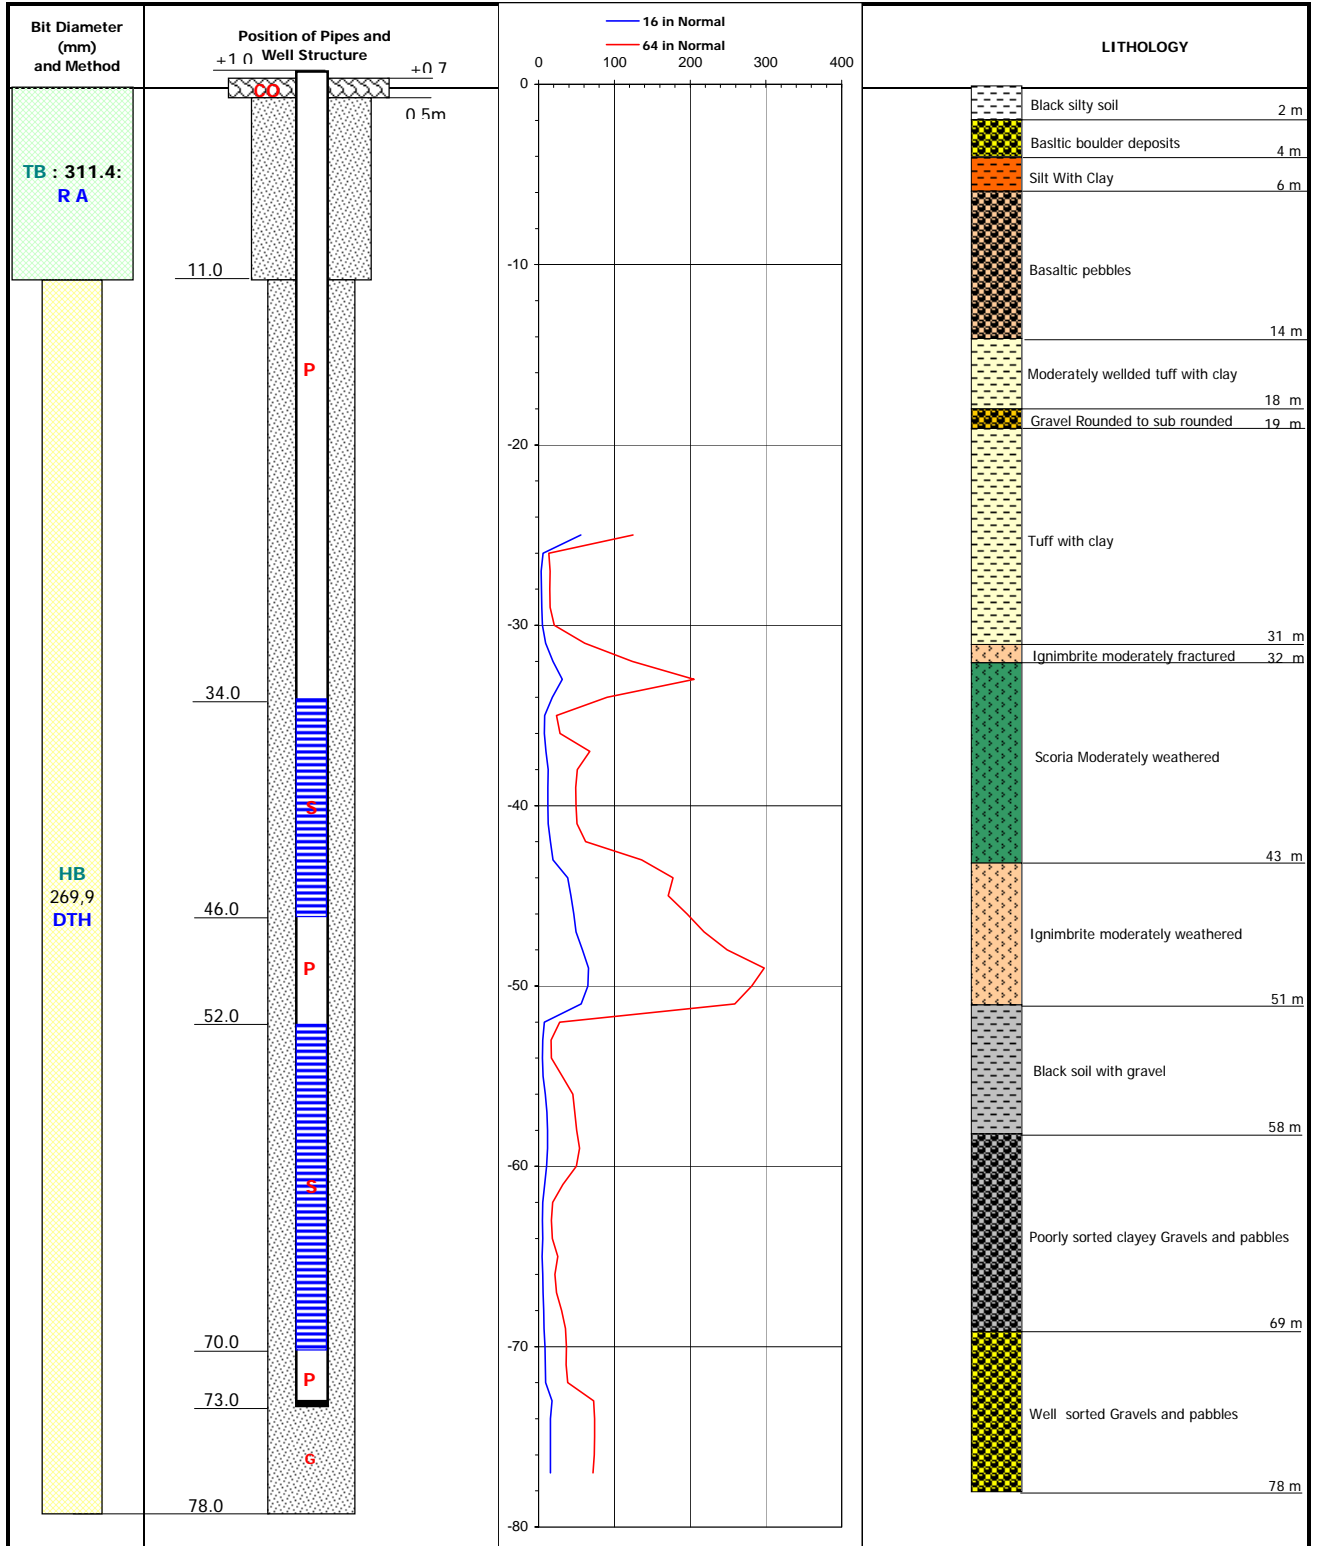 Bit Diameter
(mm)
and Method
Position of Pipes and
Well Structure
+1.0
+0.7
CO
0.5m
TB : 311.4:
R A
11.0
P
34.0
S
HB
269,9
DTH
46.0
P
52.0
S
70.0
P
73.0
G
78.0
16 in Normal
64 in Normal
0 100 200 300 400
0
-10
-20
-30
-40
-50
-60
-70
-80
LITHOLOGY
Black silty soil 2 m
Basltic boulder deposits 4 m
Silt With Clay 6 m
Basaltic pebbles
14 m
Moderately wellded tuff with clay
18 m
Gravel Rounded to sub rounded 19 m
Tuff with clay
31 m
Ignimbrite moderately fractured 32 m
Scoria Moderately weathered
43 m
Ignimbrite moderately weathered
51 m
Black soil with gravel
58 m
Poorly sorted clayey Gravels and pabbles
69 m
Well sorted Gravels and pabbles
78 m